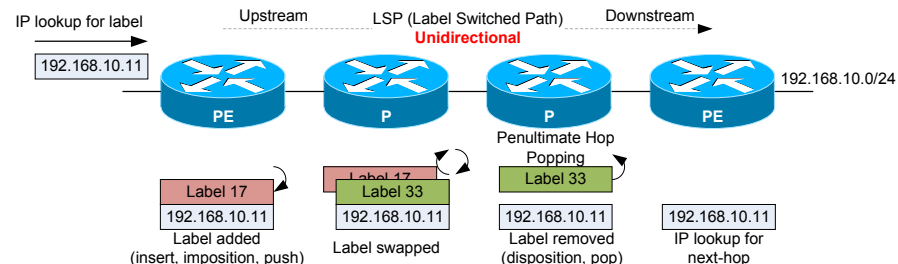 IP lookup for label
Upstream
LSP (Label Switched Path)
Downstream
Unidirectional
192.168.10.11
192.168.10.0/24
PE
P
P
PE
Penultimate Hop
Popping
Label 17
Label 17
Label 33
Label 33
192.168.10.11
192.168.10.11
192.168.10.11
192.168.10.11
Label added
(insert, imposition, push)
Label swapped
Label removed
(disposition, pop)
IP lookup for
next-hop